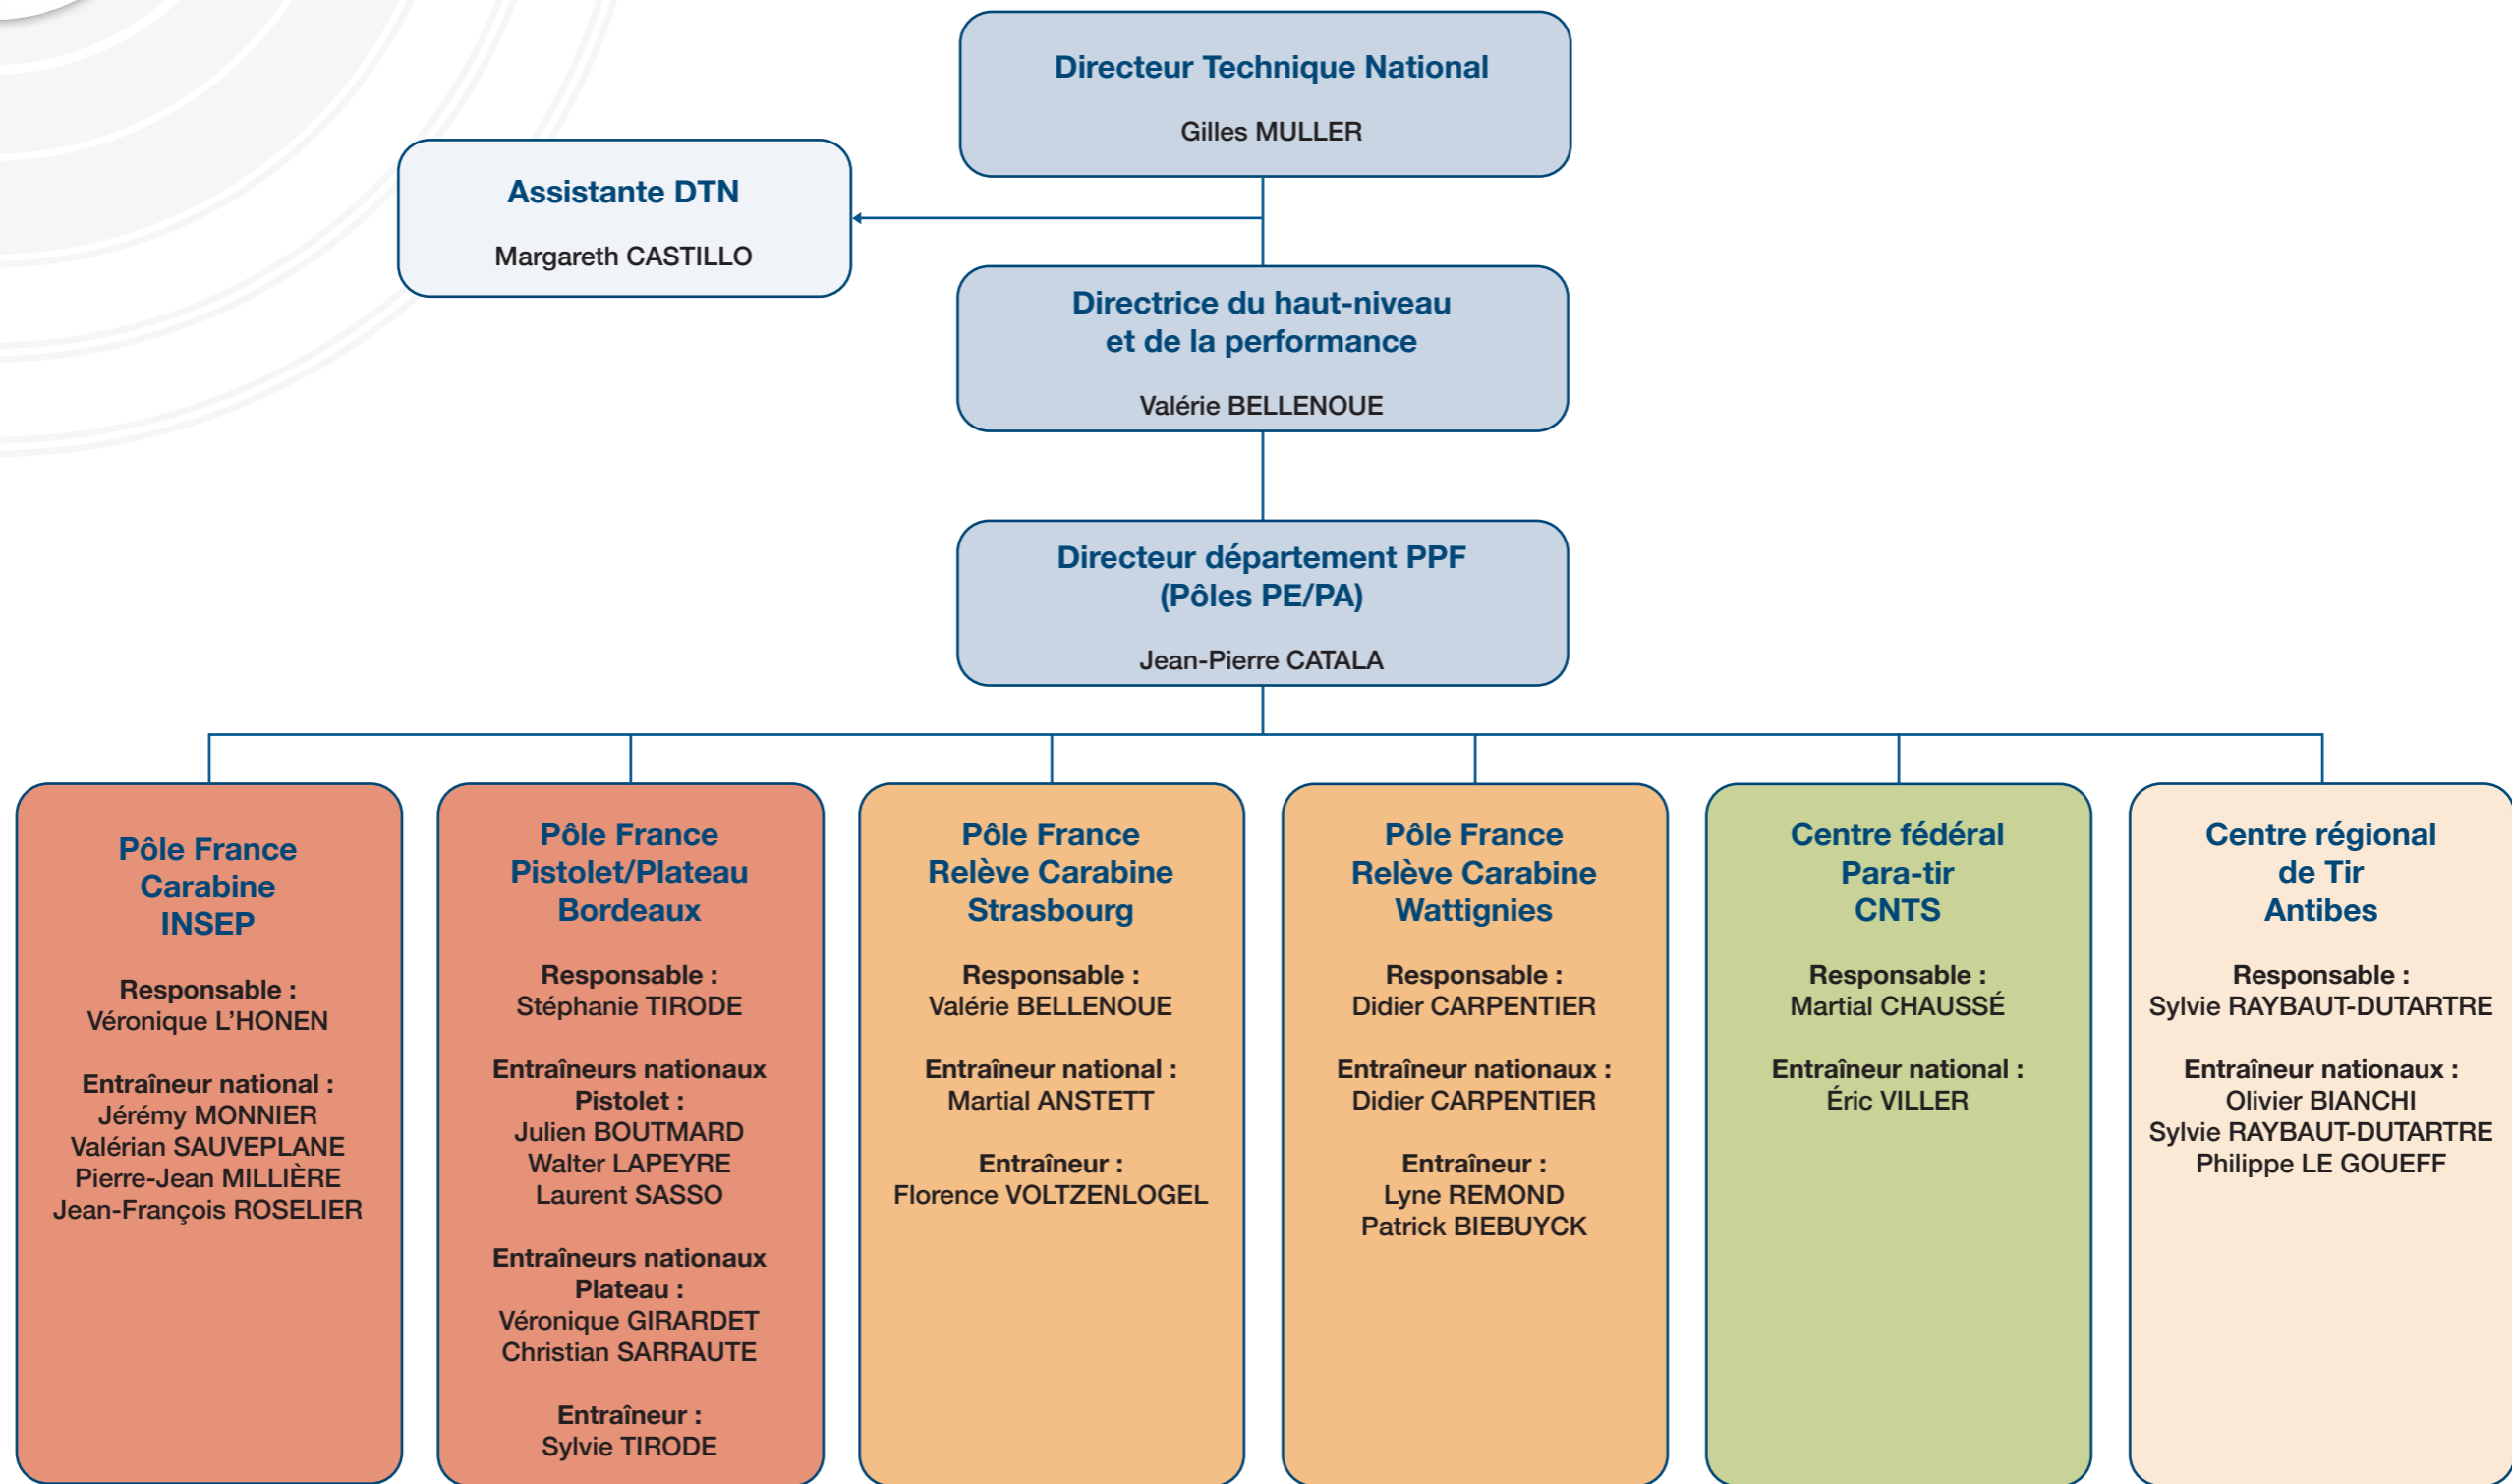 Directeur Technique National
Gilles MULLER
Assistante DTN
Margareth CASTILLO
Directrice du haut-niveau
et de la performance
Valérie BELLENOUE
Directeur département PPF
(Pôles PE/PA)
Jean-Pierre CATALA
Pôle France
Carabine
INSEP
Responsable :
Véronique L’HONEN
Entraîneur national :
Jérémy MONNIER
Valérian SAUVEPLANE
Pierre-Jean MILLIÈRE
Jean-François ROSELIER
Pôle France
Pistolet/Plateau
Bordeaux
Responsable :
Stéphanie TIRODE
Entraîneurs nationaux
Pistolet :
Julien BOUTMARD
Walter LAPEYRE
Laurent SASSO
Entraîneurs nationaux
Plateau :
Véronique GIRARDET
Christian SARRAUTE
Entraîneur :
Sylvie TIRODE
Pôle France
Relève Carabine
Strasbourg
Responsable :
Valérie BELLENOUE
Entraîneur national :
Martial ANSTETT
Entraîneur :
Florence VOLTZENLOGEL
Pôle France
Relève Carabine
Wattignies
Responsable :
Didier CARPENTIER
Entraîneur nationaux :
Didier CARPENTIER
Entraîneur :
Lyne REMOND
Patrick BIEBUYCK
Centre fédéral
Para-tir
CNTS
Responsable :
Martial CHAUSSÉ
Entraîneur national :
Éric VILLER
Centre régional
de Tir
Antibes
Responsable :
Sylvie RAYBAUT-DUTARTRE
Entraîneur nationaux :
Olivier BIANCHI
Sylvie RAYBAUT-DUTARTRE
Philippe LE GOUEFF